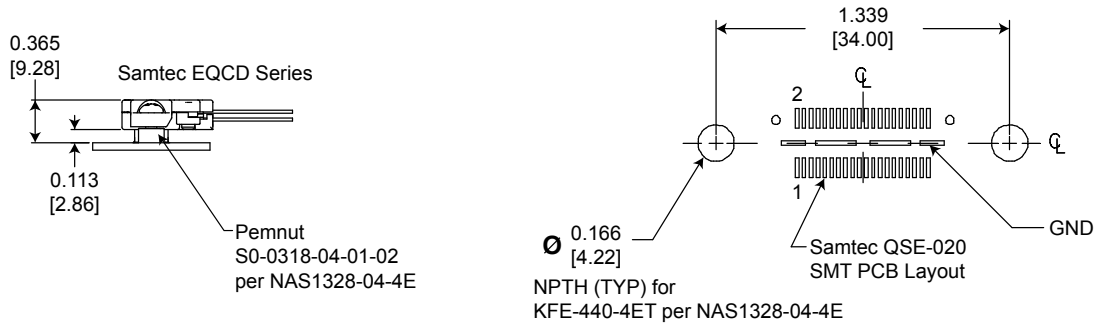 0.365
[9.28]
Samtec EQCD Series
0.113
[2.86]
Pemnut
S0-0318-04-01-02
per NAS1328-04-4E
1.339
[34.00]
℄
2
℄
1
GND
Ø 0.166
[4.22]
Samtec QSE-020
SMT PCB Layout
NPTH (TYP) for
KFE-440-4ET per NAS1328-04-4E